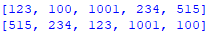 [123, 100, 1001, 234, 515]
[515, 234, 123, 1001, 100]